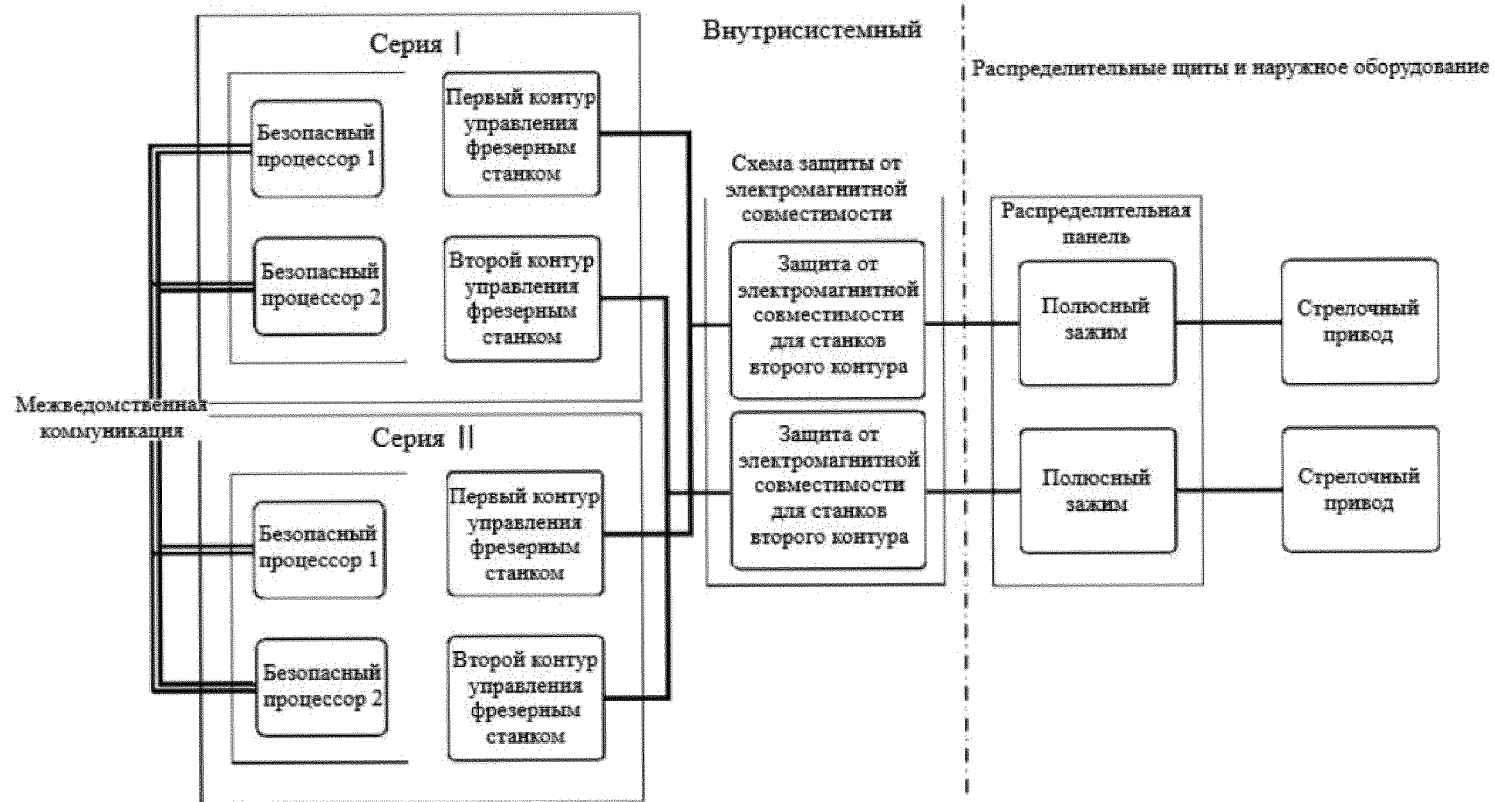 Серия I
Внутрисистемный
Распределительные щиты и наружное оборудование
Безопасный
процессор 1
Первый контур
управления
фрезерным
станком
Безопасный
процессор 2
Второй контур
управления
фрезерным
станком
Схема защиты от
электромагнитной
совместимости
Защита от
электромагнитной
совместимости
для станков
второго контура
Распределительная
панель
Полюсный
зажим
Стрелочный
привод
Межведомственная
коммуникация
Серия II
Безопасный
процессор 1
Первый контур
управления
фрезерным
станком
Безопасный
процессор 2
Второй контур
управления
фрезерным
станком
Защита от
электромагнитной
совместимости
для станков
второго контура
Полюсный
зажим
Стрелочный
привод